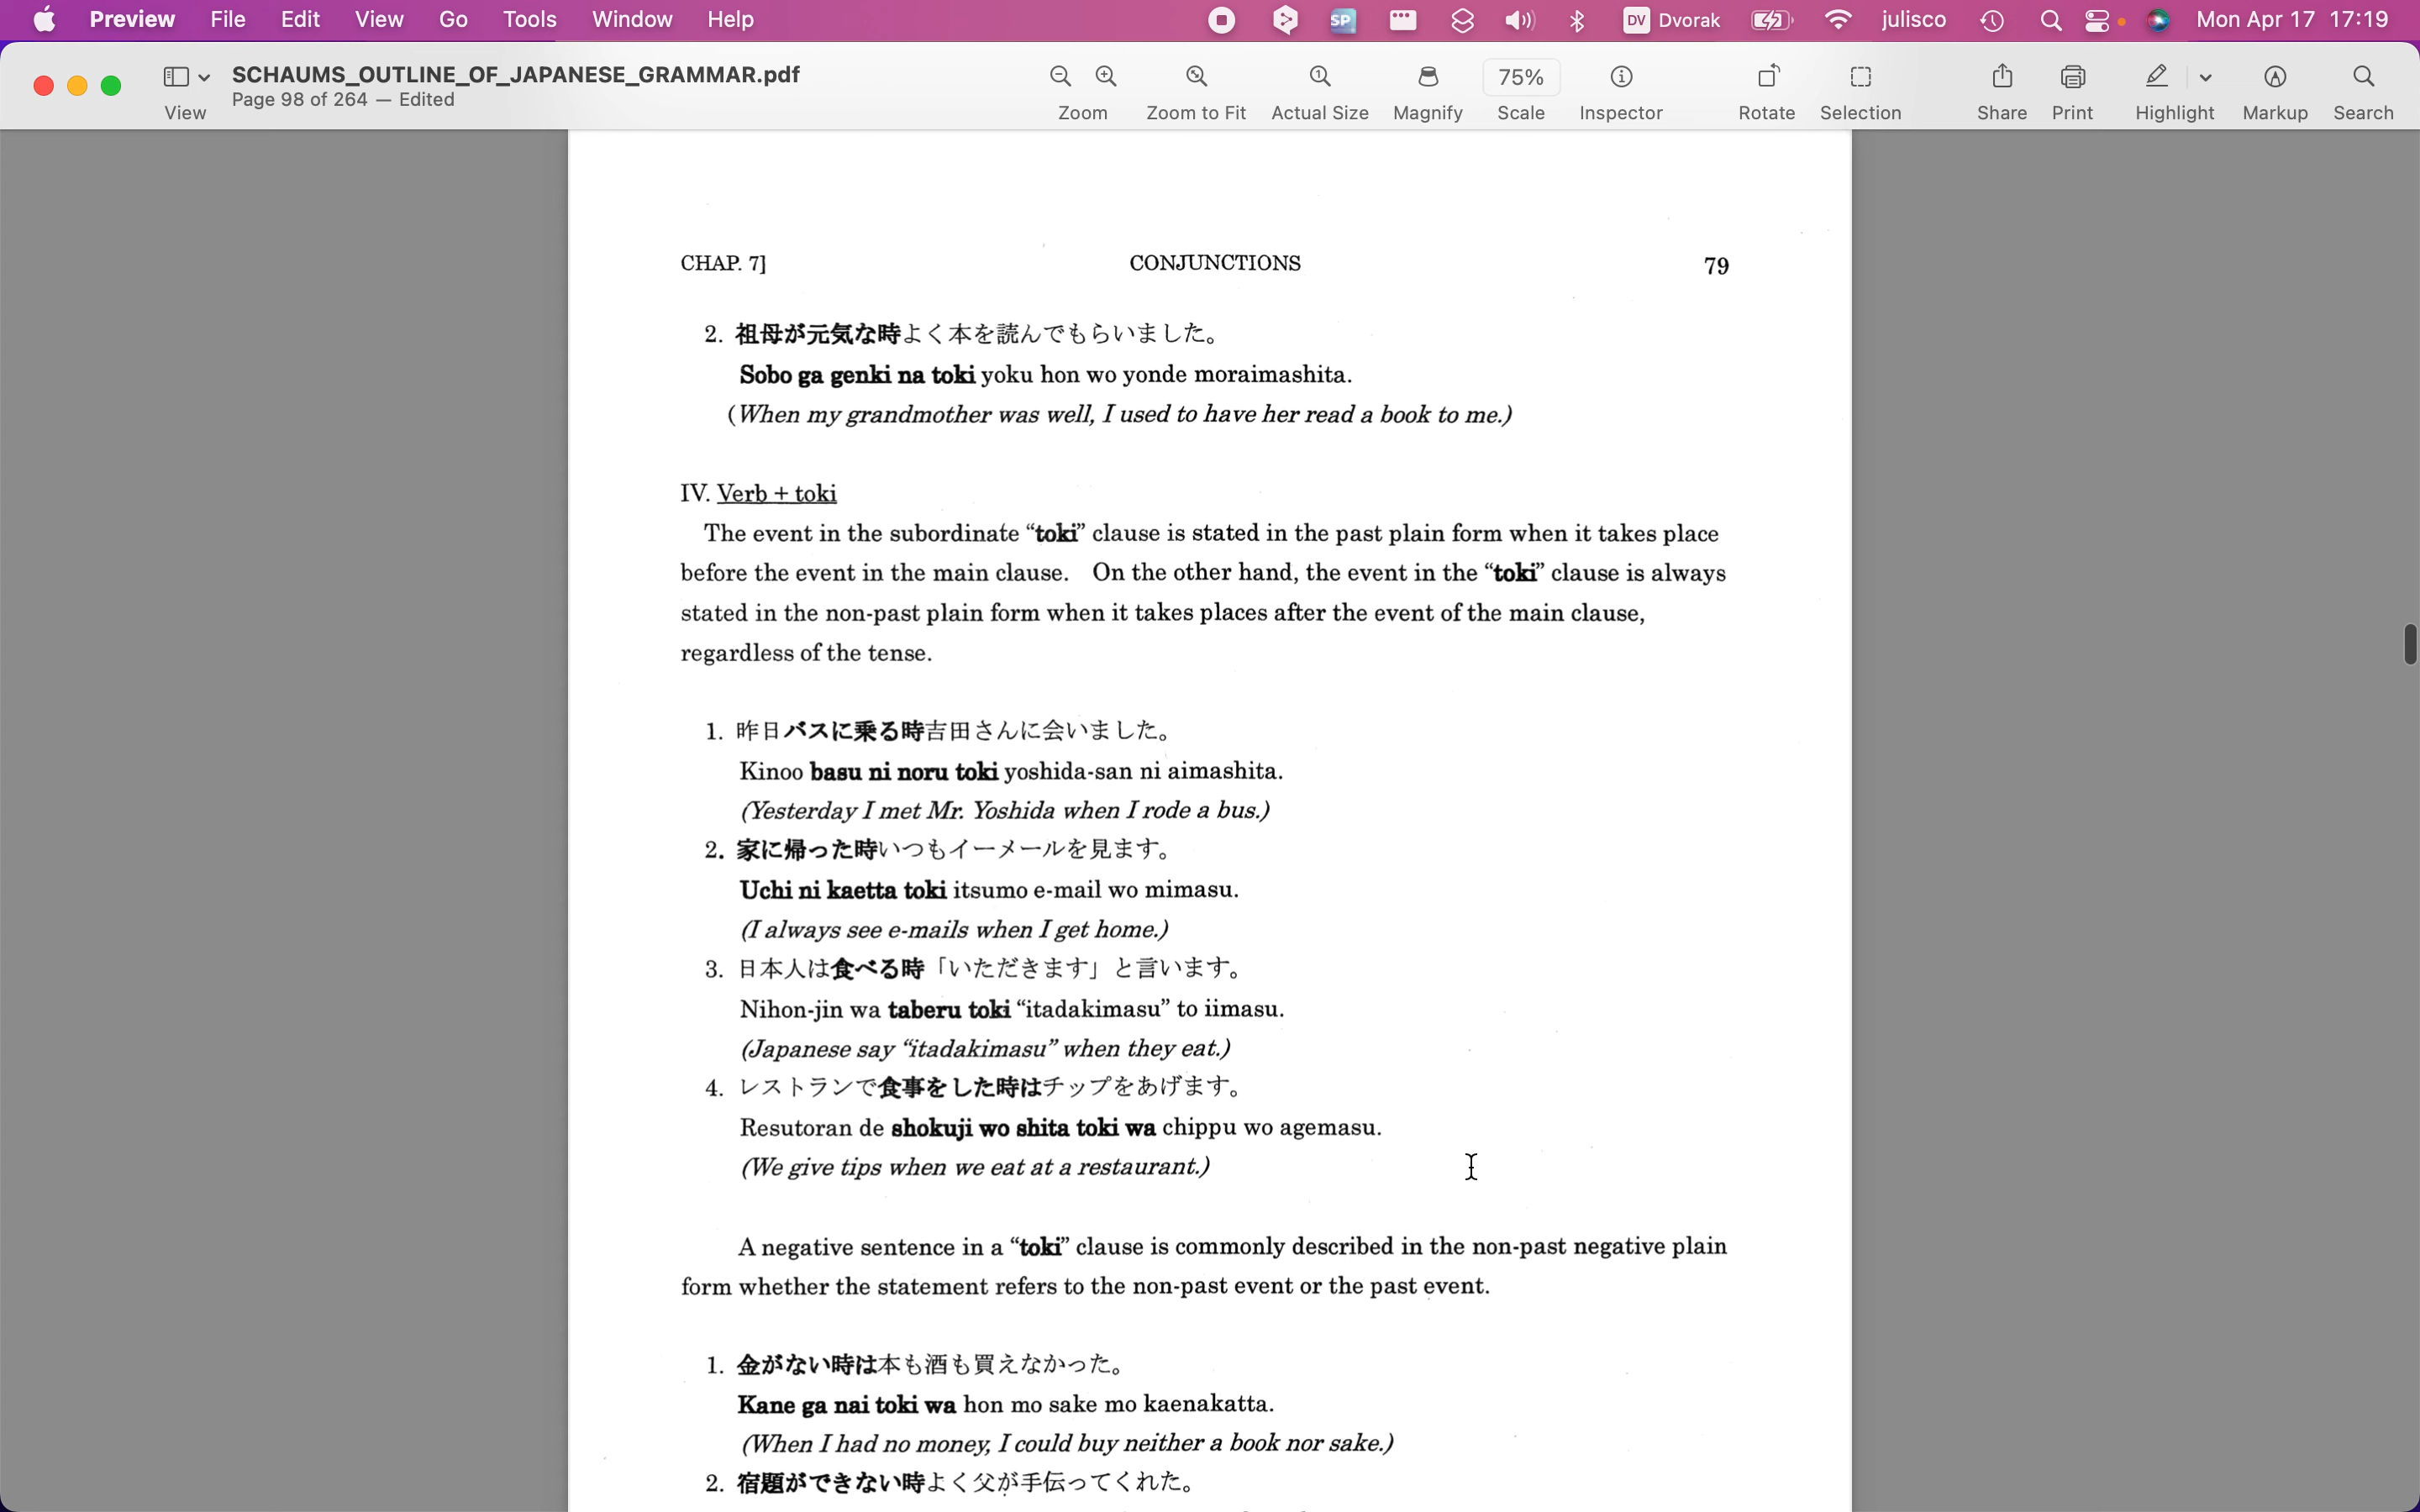 Preview File Edit View Go Tools Window Help SP DV Dvorak julisco Mon Apr 17 17:19
SCHAUMS_OUTLINE_OF_JAPANESE_GRAMMAR.pdf
Page 98 of 264 — Edited
View Zoom Zoom to Fit Actual Size Magnify 75% Scale Inspector Rotate Selection Share Print Highlight Markup Search
CHAP. 7] CONJUNCTIONS 79
2. 祖母が元気な時よく本を読んでもらいました。
Sobo ga genki na toki yoku hon wo yonde moraimashita.
(When my grandmother was well, I used to have her read a book to me.)
IV. Verb + toki
The event in the subordinate “toki” clause is stated in the past plain form when it takes place
before the event in the main clause. On the other hand, the event in the “toki” clause is always
stated in the non-past plain form when it takes places after the event of the main clause,
regardless of the tense.
1. 昨日バスに乗る時吉田さんに会いました。
Kinoo basu ni noru toki yoshida-san ni aimashita.
(Yesterday I met Mr. Yoshida when I rode a bus.)
2. 家に帰った時いつもイーメールを見ます。
Uchi ni kaetta toki itsumo e-mail wo mimasu.
(I always see e-mails when I get home.)
3. 日本人は食べる時「いただきます」と言います。
Nihon-jin wa taberu toki “itadakimasu” to iimasu.
(Japanese say “itadakimasu” when they eat.)
4. レストランで食事をした時はチップをあげます。
Resutoran de shokuji wo shita toki wa chippu wo agemasu.
(We give tips when we eat at a restaurant.)
A negative sentence in a “toki” clause is commonly described in the non-past negative plain
form whether the statement refers to the non-past event or the past event.
1. 金がない時は本も酒も買えなかった。
Kane ga nai toki wa hon mo sake mo kaenakatta.
(When I had no money, I could buy neither a book nor sake.)
2. 宿題ができない時よく父が手伝ってくれた。